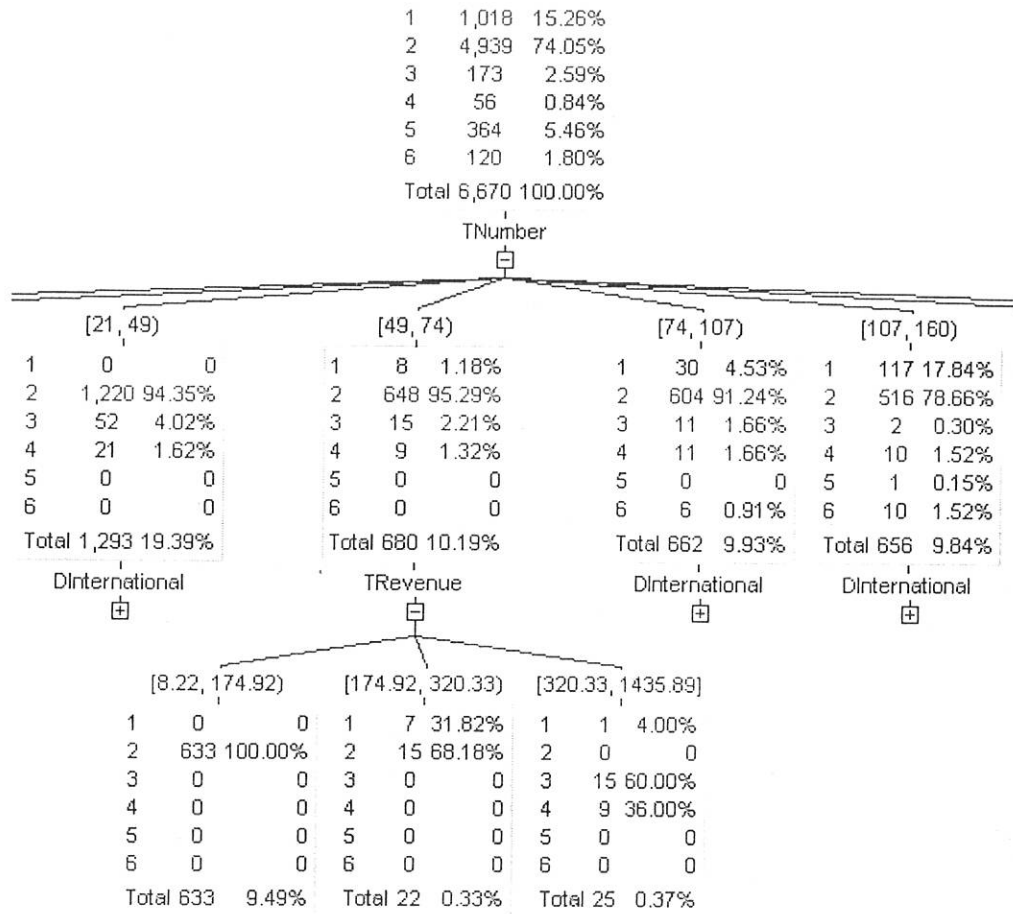 1 1,018 15.26%
2 4,939 74.05%
3 173 2.59%
4 56 0.84%
5 364 5.46%
6 120 1.80%
Total 6,670 100.00%
TNumber
[21, 49)
1 0 0
2 1,220 94.35%
3 52 4.02%
4 21 1.62%
5 0 0
6 0 0
Total 1,293 19.39%
DInternational
[49, 74)
1 8 1.18%
2 648 95.29%
3 15 2.21%
4 9 1.32%
5 0 0
6 0 0
Total 680 10.19%
TRevenue
[74, 107)
1 30 4.53%
2 604 91.24%
3 11 1.66%
4 11 1.66%
5 0 0
6 6 0.91%
Total 662 9.93%
DInternational
[107, 160)
1 117 17.84%
2 516 78.66%
3 2 0.30%
4 10 1.52%
5 1 0.15%
6 10 1.52%
Total 656 9.84%
DInternational
[8.22, 174.92)
1 0 0
2 633 100.00%
3 0 0
4 0 0
5 0 0
6 0 0
Total 633 9.49%
[174.92, 320.33)
1 7 31.82%
2 15 68.18%
3 0 0
4 0 0
5 0 0
6 0 0
Total 22 0.33%
[320.33, 1435.89]
1 1 4.00%
2 0 0
3 15 60.00%
4 9 36.00%
5 0 0
6 0 0
Total 25 0.37%